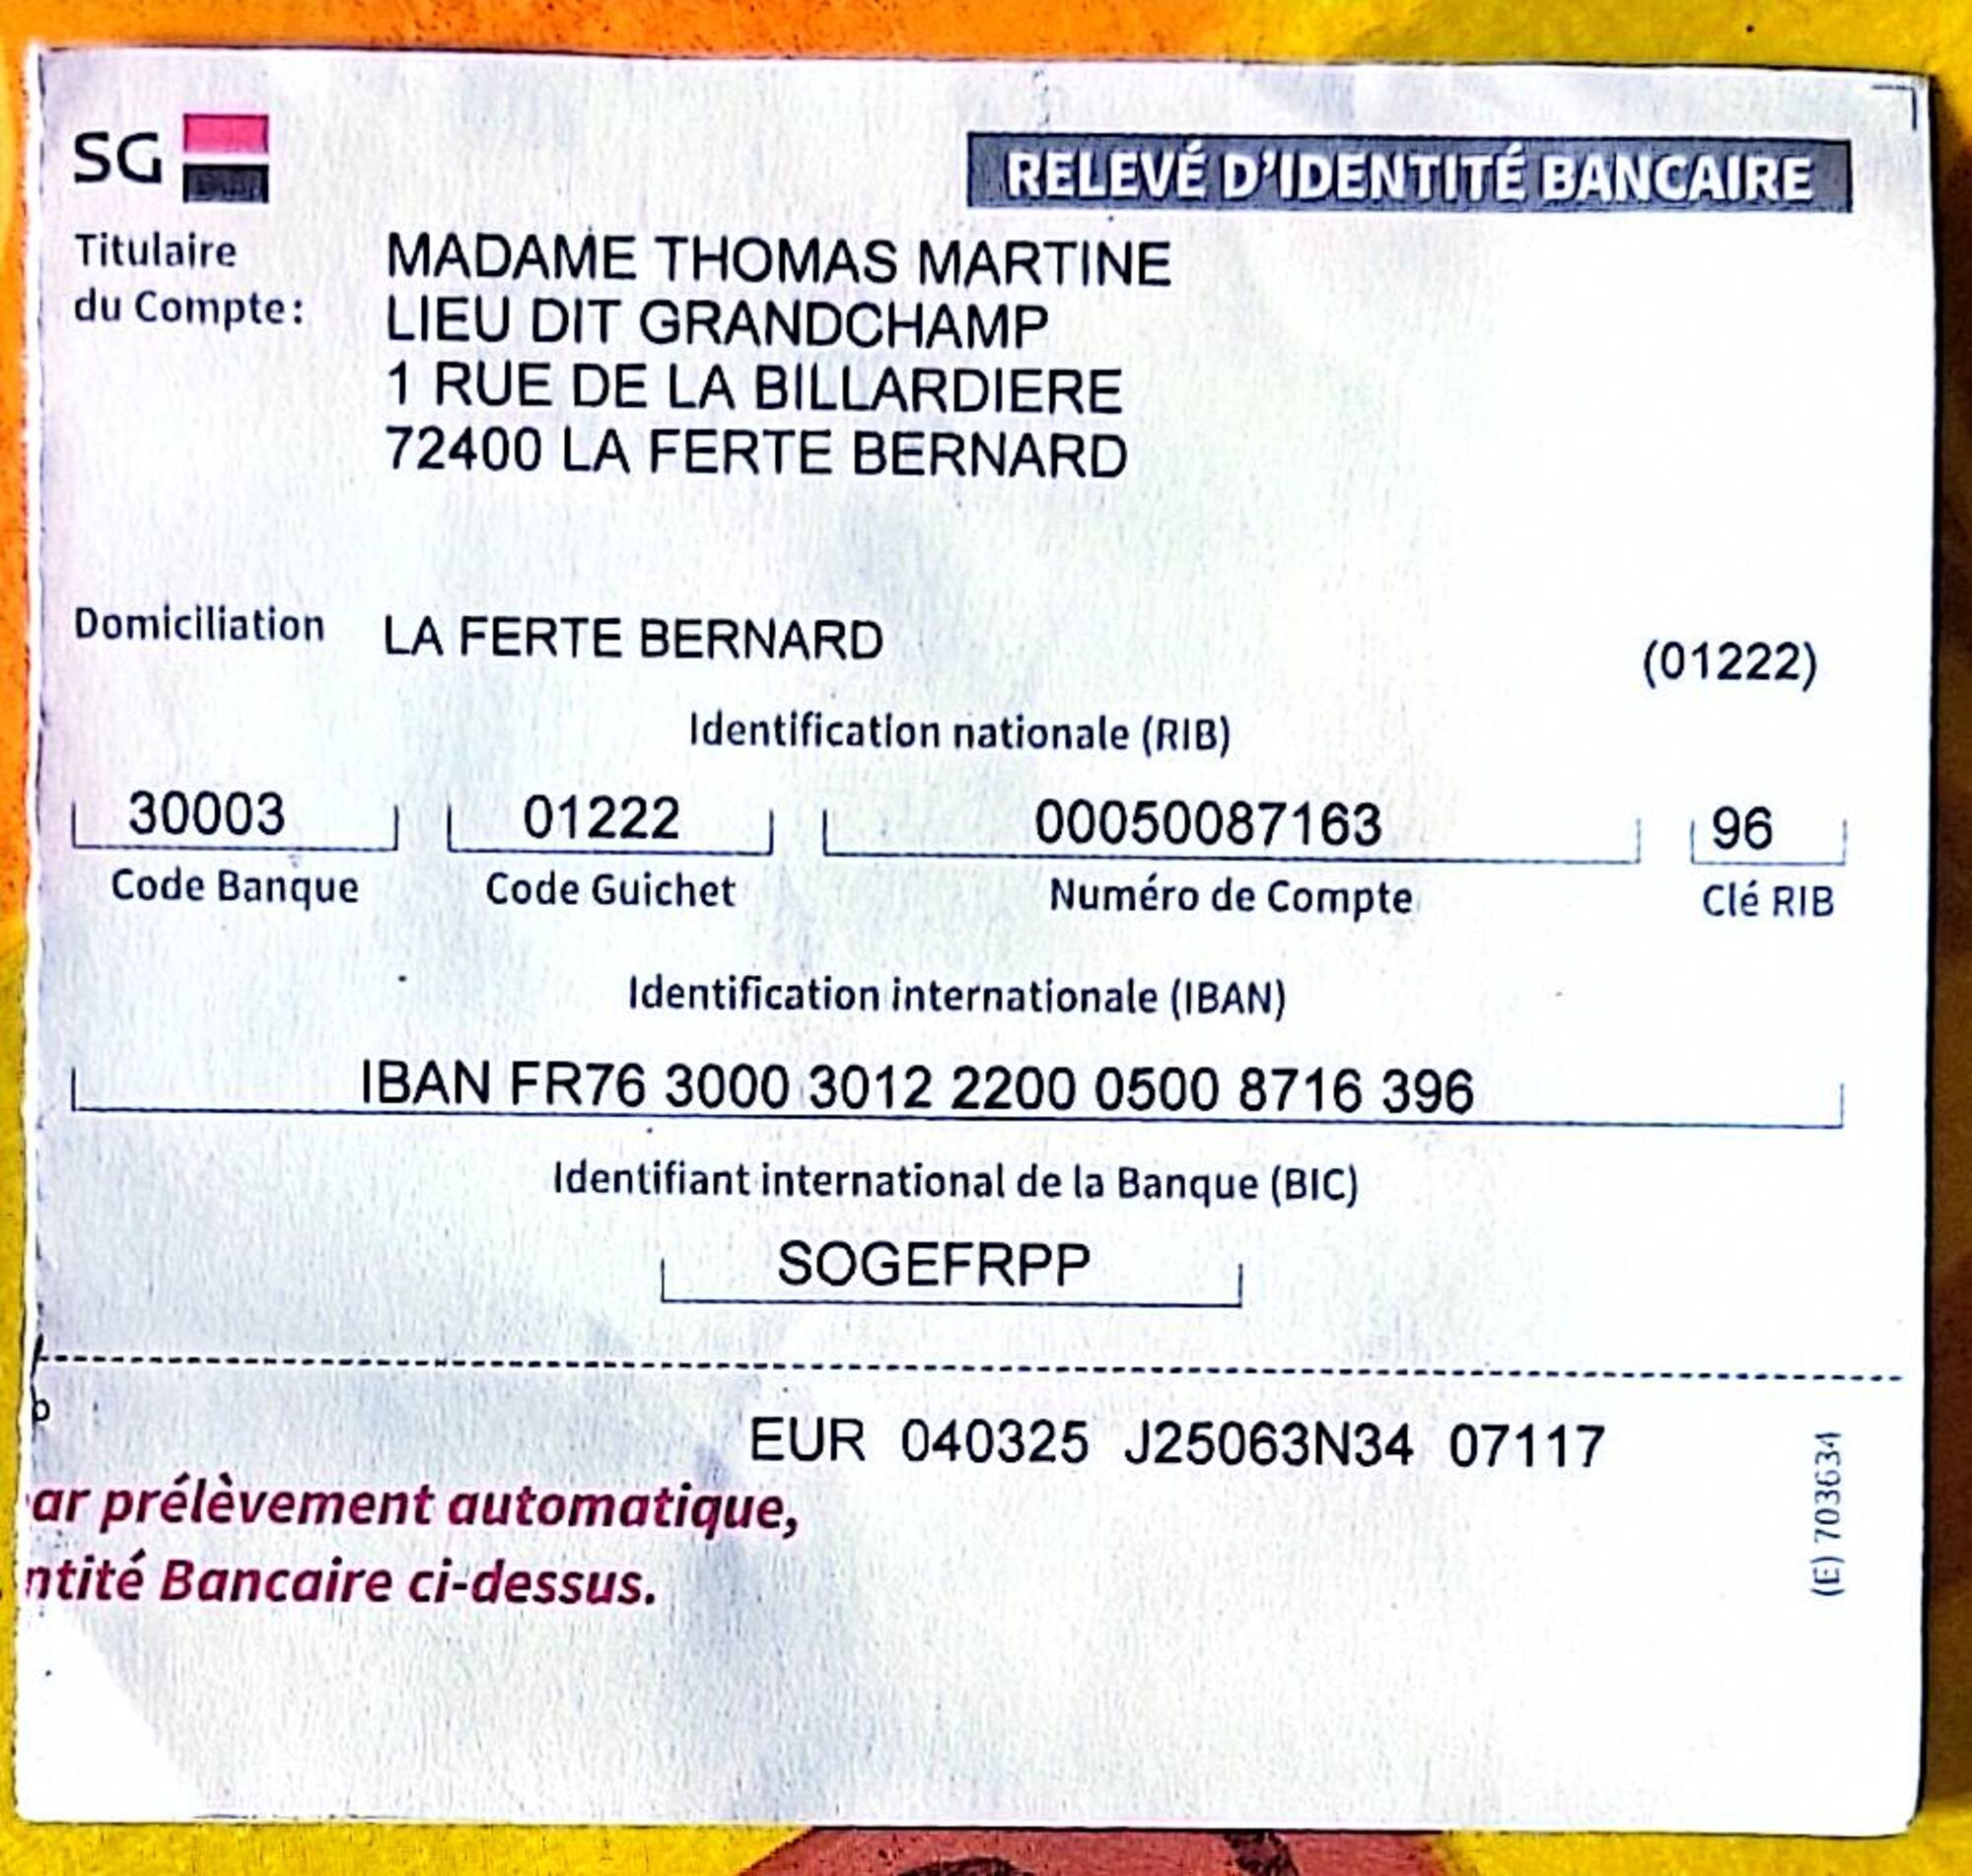 SG
RELEVÉ D'IDENTITÉ BANCAIRE
Titulaire
du Compte:
MADAME THOMAS MARTINE
LIEU DIT GRANDCHAMP
1 RUE DE LA BILLARDIERE
72400 LA FERTE BERNARD
Domiciliation LA FERTE BERNARD (01222)
Identification nationale (RIB)
30003 01222 00050087163 96
Code Banque Code Guichet Numéro de Compte Clé RIB
Identification internationale (IBAN)
IBAN FR76 3000 3012 2200 0500 8716 396
Identifiant international de la Banque (BIC)
SOGEFRPP
EUR 040325 J25063N34 07117
ar prélèvement automatique,
ntité Bancaire ci-dessus.
(E) 703634